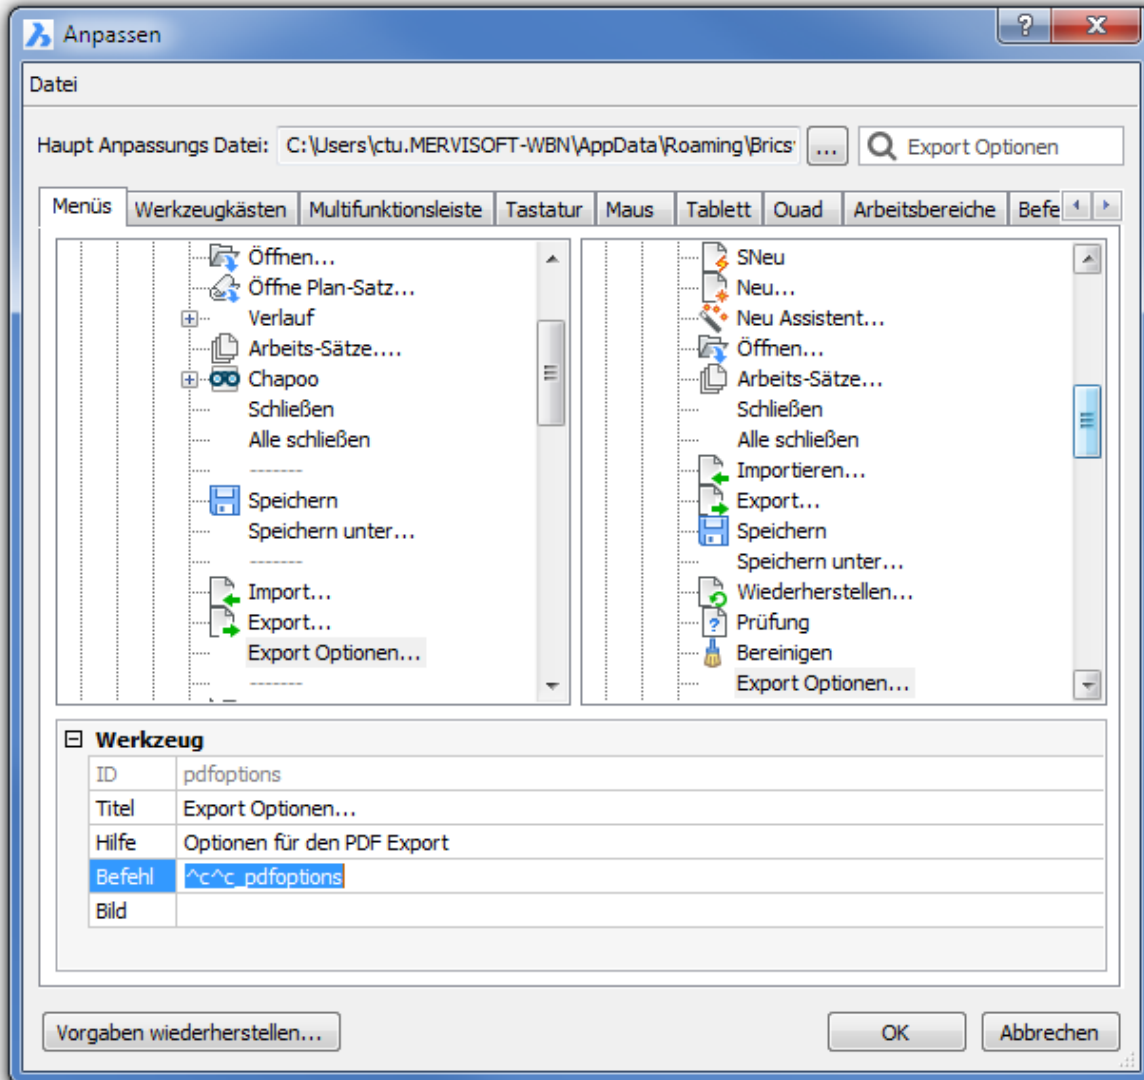 Anpassen
?
X
Datei
Haupt Anpassungs Datei: C:\Users\ctu.MERVISOFT-WBN\AppData\Roaming\Brics ... Export Optionen
Menüs Werkzeugkästen Multifunktionsleiste Tastatur Maus Tablett Quad Arbeitsbereiche Befe
Öffnen...
Öffne Plan-Satz...
Verlauf
Arbeits-Sätze....
Chapoo
Schließen
Alle schließen
-------
Speichern
Speichern unter...
-------
Import...
Export...
Export Optionen...
-------
SNeu
Neu...
Neu Assistent...
Öffnen...
Arbeits-Sätze...
Schließen
Alle schließen
Importieren...
Export...
Speichern
Speichern unter...
Wiederherstellen...
Prüfung
Bereinigen
Export Optionen...
Werkzeug
ID pdfoptions
Titel Export Optionen...
Hilfe Optionen für den PDF Export
Befehl ^c^c_pdfoptions
Bild
Vorgaben wiederherstellen... OK Abbrechen